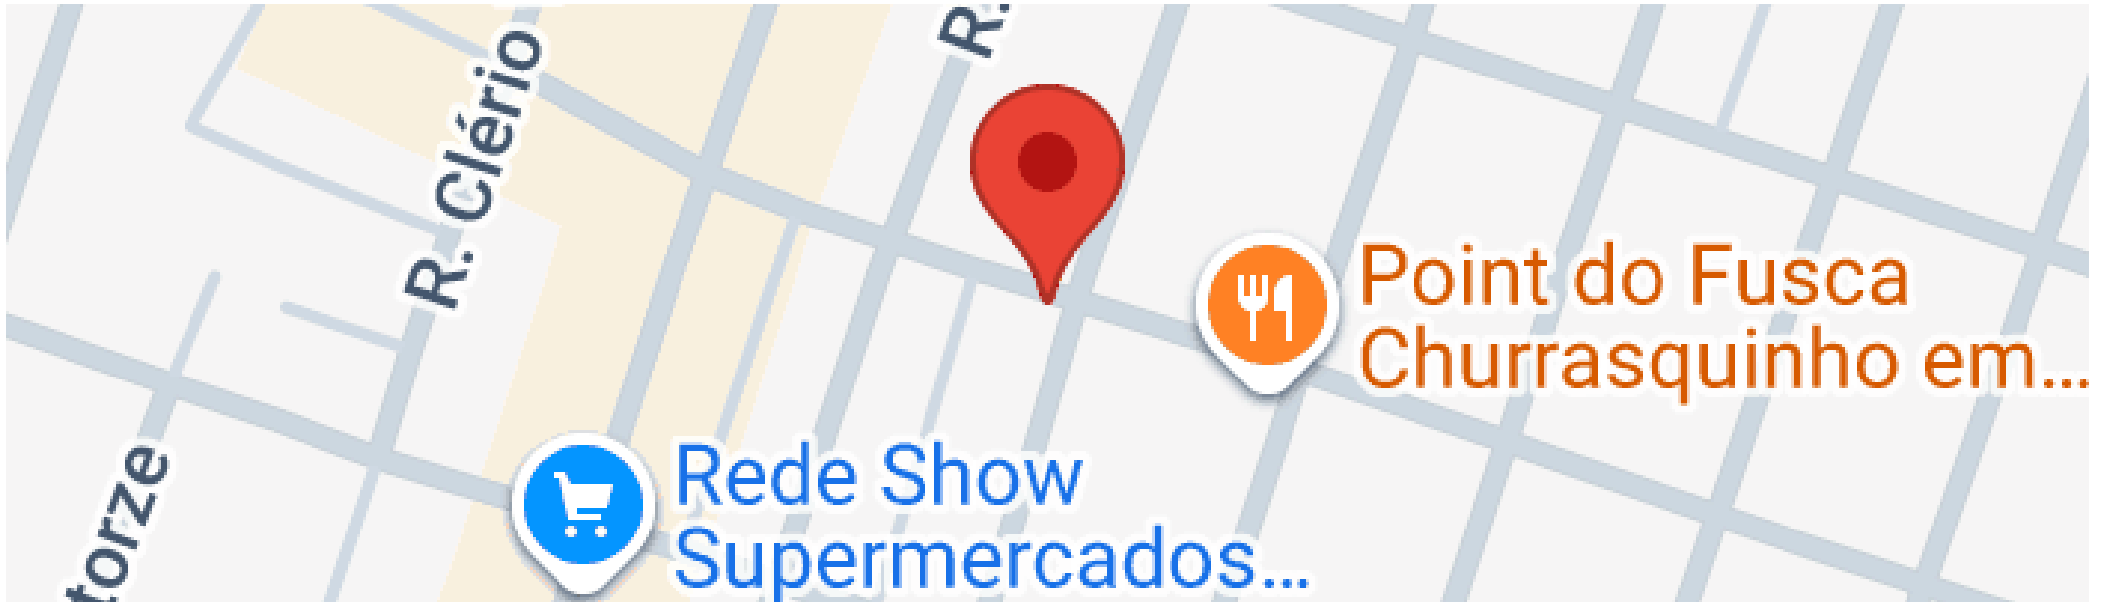 R. Clério
R.
Point do Fusca
Churrasquinho em...
Rede Show
Supermercados...
torze